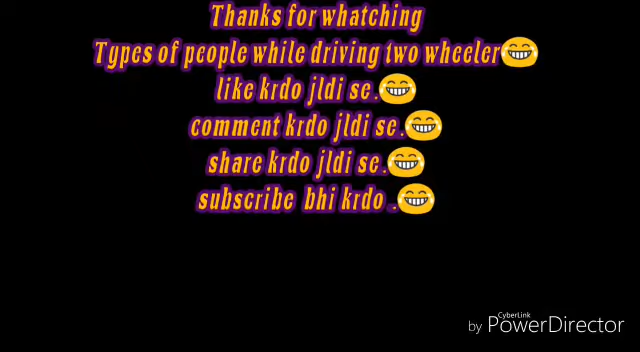 Thanks for whatching
Types of people while driving two wheeler😂
like krdo jldi se.😂
comment krdo jldi se.😂
share krdo jldi se.😂
subscribe bhi krdo .😂
CyberLink
by PowerDirector